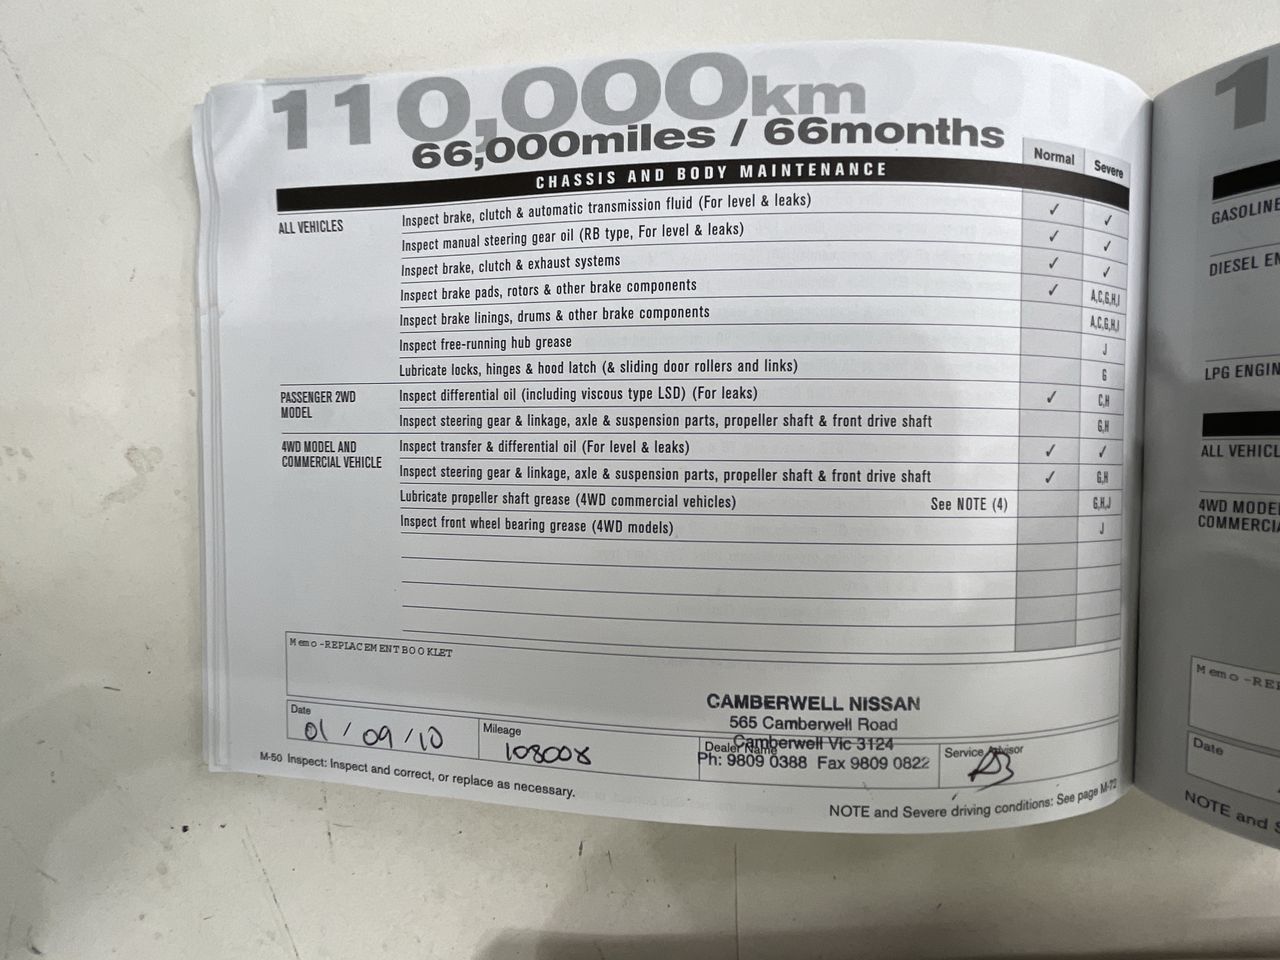 110,000km
66,000miles / 66months
Normal Severe
CHASSIS AND BODY MAINTENANCE
ALL VEHICLES Inspect brake, clutch & automatic transmission fluid (For level & leaks) ✓ ✓
Inspect manual steering gear oil (RB type, For level & leaks) ✓ ✓
Inspect brake, clutch & exhaust systems ✓ ✓
Inspect brake pads, rotors & other brake components ✓ A,C,G,H,I
Inspect brake linings, drums & other brake components A,C,G,H,I
Inspect free-running hub grease J
Lubricate locks, hinges & hood latch (& sliding door rollers and links) G
PASSENGER 2WD Inspect differential oil (including viscous type LSD) (For leaks) ✓ C,H
MODEL Inspect steering gear & linkage, axle & suspension parts, propeller shaft & front drive shaft G,H
4WD MODEL AND Inspect transfer & differential oil (For level & leaks) ✓ ✓
COMMERCIAL VEHICLE Inspect steering gear & linkage, axle & suspension parts, propeller shaft & front drive shaft ✓ G,H
Lubricate propeller shaft grease (4WD commercial vehicles) See NOTE (4) G,H,J
Inspect front wheel bearing grease (4WD models) J
Memo-REPLACEMENT BOOKLET
CAMBERWELL NISSAN
565 Camberwell Road
Camberwell Vic 3124
Ph: 9809 0388 Fax 9809 0822
Date 01/09/10
Mileage 108008
Dealer Name
Service Advisor
M-50 Inspect: Inspect and correct, or replace as necessary.
NOTE and Severe driving conditions: See page M-72
1
GASOLINE
DIESEL EN
LPG ENGIN
ALL VEHICL
4WD MODEL
COMMERCIA
Memo-REP
Date
NOTE and S